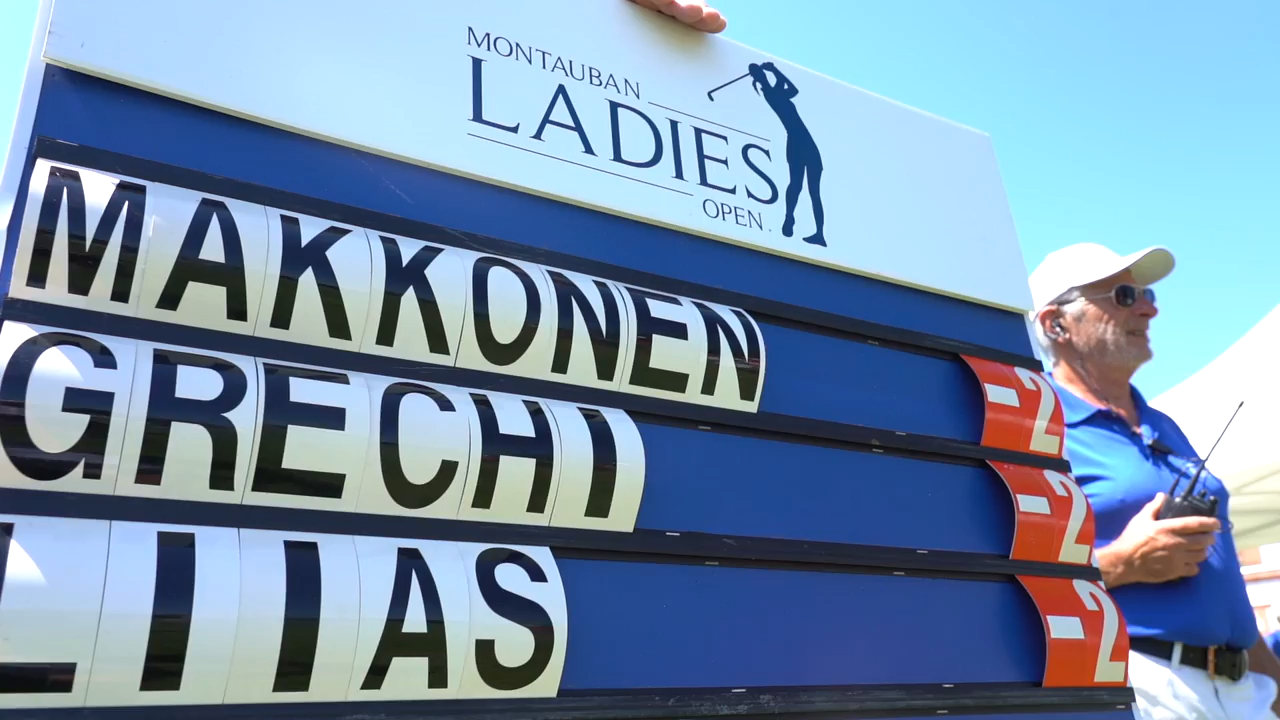 MONTAUBAN
LADIES
OPEN.
MAKKONEN -2
GRECHI -2
LIIAS -2